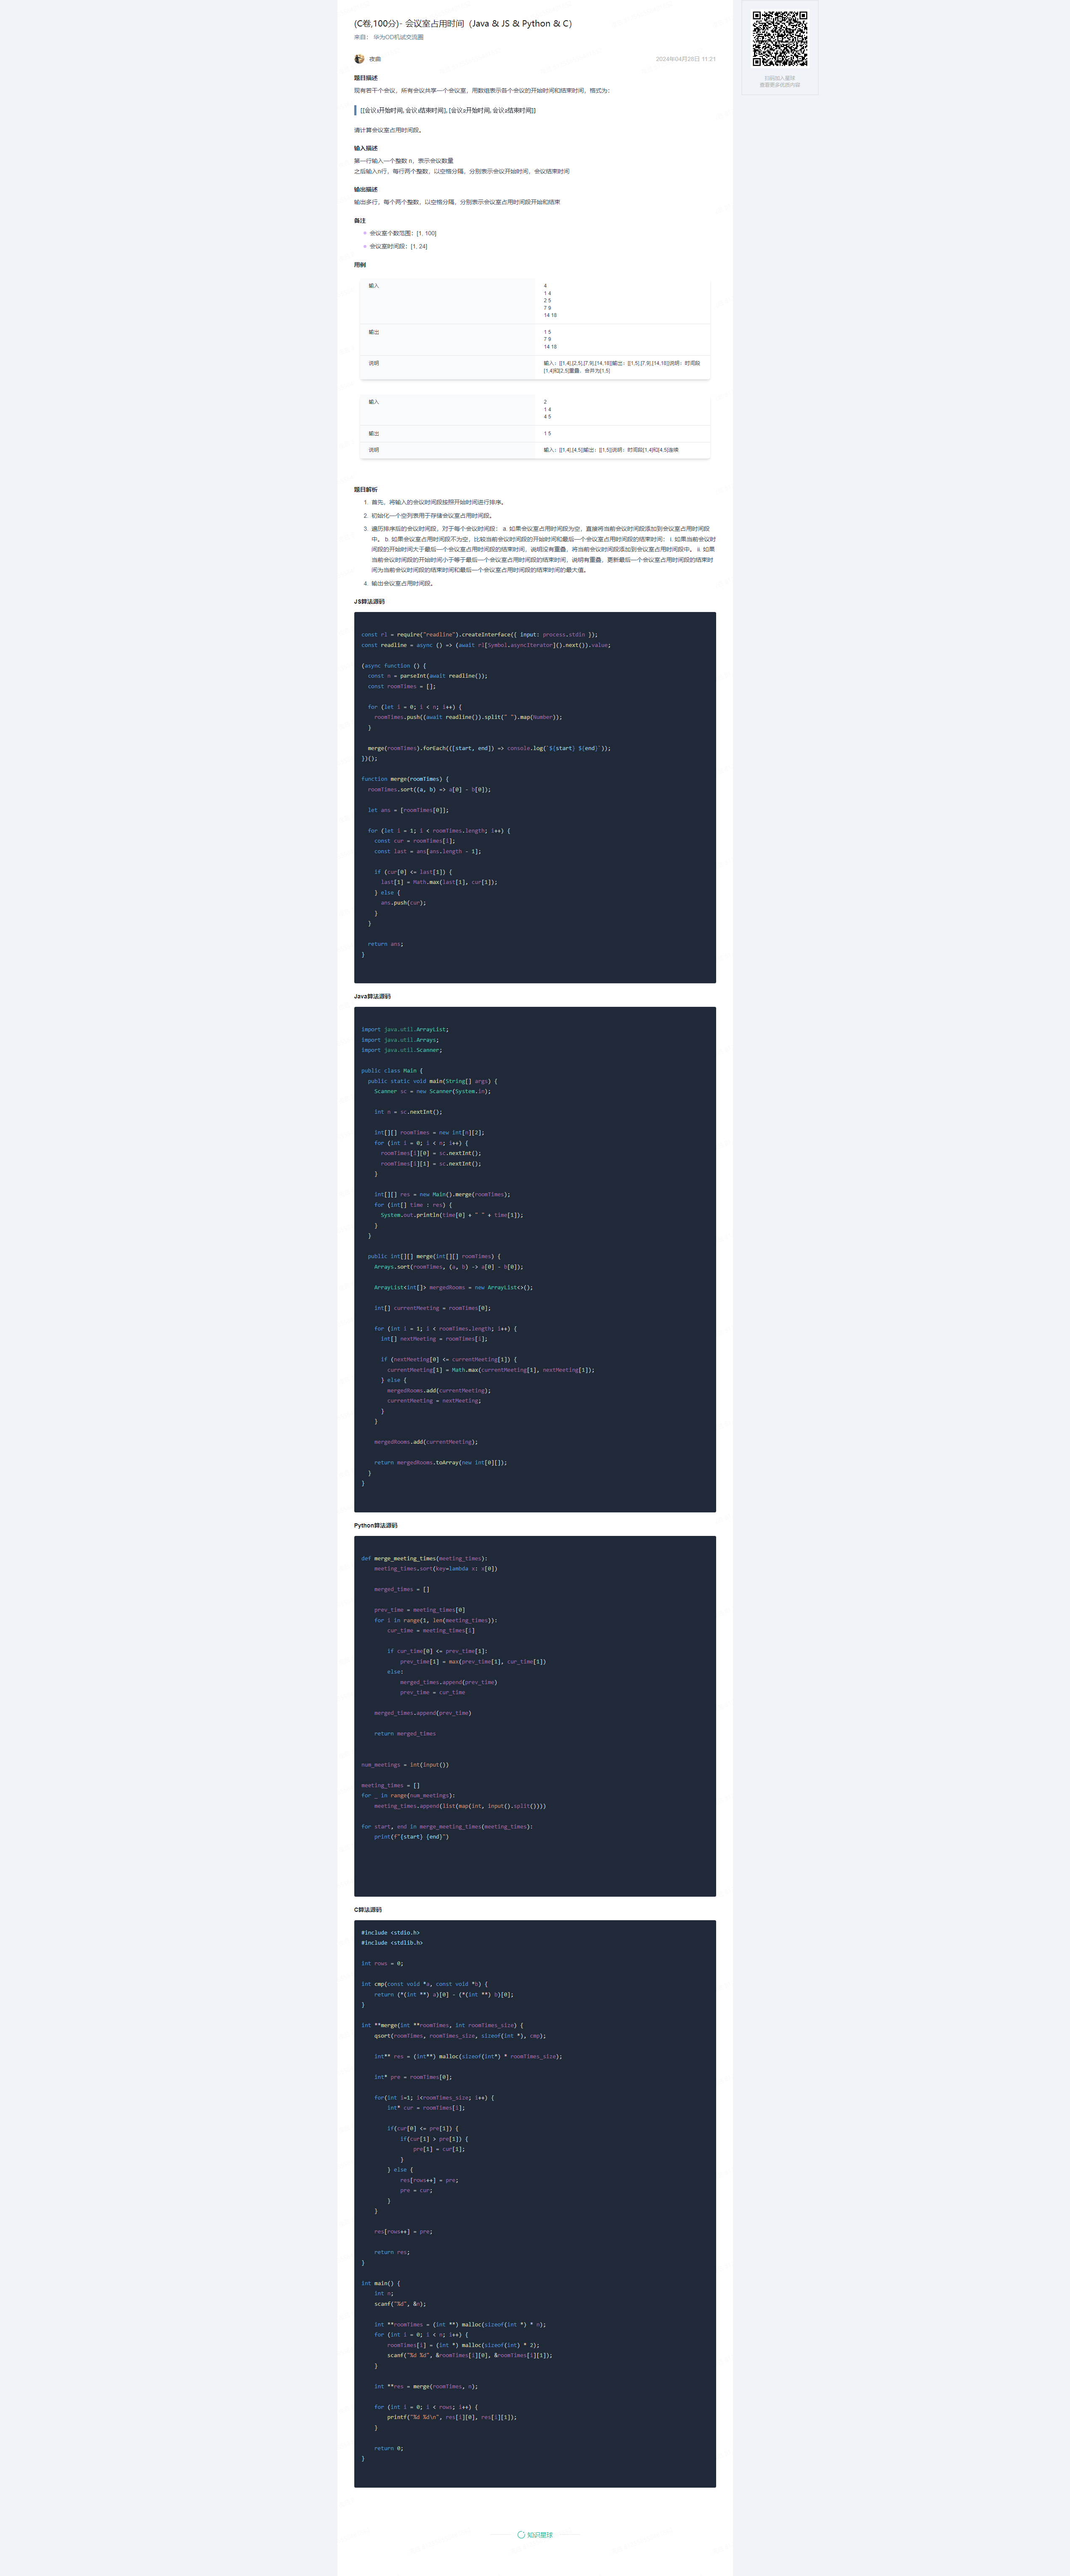 (C卷,100分)- 会议室占用时间（Java & JS & Python & C）
来自： 华为OD机试交流圈
夜曲
2024年04月28日 11:21
扫码加入星球
查看更多优质内容
题目描述
现有若干个会议，所有会议共享一个会议室，用数组表示各个会议的开始时间和结束时间，格式为：
[[会议1开始时间, 会议1结束时间], [会议2开始时间, 会议2结束时间]]
请计算会议室占用时间段。
输入描述
第一行输入一个整数 n，表示会议数量
之后输入n行，每行两个整数，以空格分隔，分别表示会议开始时间，会议结束时间
输出描述
输出多行，每个两个整数，以空格分隔，分别表示会议室占用时间段开始和结束
备注
会议室个数范围：[1, 100]
会议室时间段：[1, 24]
用例
输入
4
1 4
2 5
7 9
14 18
输出
1 5
7 9
14 18
说明
输入：[[1,4],[2,5],[7,9],[14,18]]输出：[[1,5],[7,9],[14,18]]说明：时间段
[1,4]和[2,5]重叠，合并为[1,5]
输入
2
1 4
4 5
输出
1 5
说明
输入：[[1,4],[4,5]]输出：[[1,5]]说明：时间段[1,4]和[4,5]连续
题目解析
1. 首先，将输入的会议时间段按照开始时间进行排序。
2. 初始化一个空列表用于存储会议室占用时间段。
3. 遍历排序后的会议时间段，对于每个会议时间段： a. 如果会议室占用时间段为空，直接将当前会议时间段添加到会议室占用时间段
中。 b. 如果会议室占用时间段不为空，比较当前会议时间段的开始时间和最后一个会议室占用时间段的结束时间： i. 如果当前会议时
间段的开始时间大于最后一个会议室占用时间段的结束时间，说明没有重叠，将当前会议时间段添加到会议室占用时间段中。 ii. 如果
当前会议时间段的开始时间小于等于最后一个会议室占用时间段的结束时间，说明有重叠，更新最后一个会议室占用时间段的结束时
间为当前会议时间段的结束时间和最后一个会议室占用时间段的结束时间的最大值。
4. 输出会议室占用时间段。
JS算法源码
const rl = require("readline").createInterface({ input: process.stdin });
const readline = async () => (await rl[Symbol.asyncIterator]().next()).value;
(async function () {
const n = parseInt(await readline());
const roomTimes = [];
for (let i = 0; i < n; i++) {
roomTimes.push((await readline()).split(" ").map(Number));
}
merge(roomTimes).forEach(([start, end]) => console.log(`${start} ${end}`));
})();
function merge(roomTimes) {
roomTimes.sort((a, b) => a[0] - b[0]);
let ans = [roomTimes[0]];
for (let i = 1; i < roomTimes.length; i++) {
const cur = roomTimes[i];
const last = ans[ans.length - 1];
if (cur[0] <= last[1]) {
last[1] = Math.max(last[1], cur[1]);
} else {
ans.push(cur);
}
}
return ans;
}
Java算法源码
import java.util.ArrayList;
import java.util.Arrays;
import java.util.Scanner;
public class Main {
public static void main(String[] args) {
Scanner sc = new Scanner(System.in);
int n = sc.nextInt();
int[][] roomTimes = new int[n][2];
for (int i = 0; i < n; i++) {
roomTimes[i][0] = sc.nextInt();
roomTimes[i][1] = sc.nextInt();
}
int[][] res = new Main().merge(roomTimes);
for (int[] time : res) {
System.out.println(time[0] + " " + time[1]);
}
}
public int[][] merge(int[][] roomTimes) {
Arrays.sort(roomTimes, (a, b) -> a[0] - b[0]);
ArrayList<int[]> mergedRooms = new ArrayList<>();
int[] currentMeeting = roomTimes[0];
for (int i = 1; i < roomTimes.length; i++) {
int[] nextMeeting = roomTimes[i];
if (nextMeeting[0] <= currentMeeting[1]) {
currentMeeting[1] = Math.max(currentMeeting[1], nextMeeting[1]);
} else {
mergedRooms.add(currentMeeting);
currentMeeting = nextMeeting;
}
}
mergedRooms.add(currentMeeting);
return mergedRooms.toArray(new int[0][]);
}
}
Python算法源码
def merge_meeting_times(meeting_times):
meeting_times.sort(key=lambda x: x[0])
merged_times = []
prev_time = meeting_times[0]
for i in range(1, len(meeting_times)):
cur_time = meeting_times[i]
if cur_time[0] <= prev_time[1]:
prev_time[1] = max(prev_time[1], cur_time[1])
else:
merged_times.append(prev_time)
prev_time = cur_time
merged_times.append(prev_time)
return merged_times
num_meetings = int(input())
meeting_times = []
for _ in range(num_meetings):
meeting_times.append(list(map(int, input().split())))
for start, end in merge_meeting_times(meeting_times):
print(f"{start} {end}")
C算法源码
#include <stdio.h>
#include <stdlib.h>
int rows = 0;
int cmp(const void *a, const void *b) {
return (*(int **) a)[0] - (*(int **) b)[0];
}
int **merge(int **roomTimes, int roomTimes_size) {
qsort(roomTimes, roomTimes_size, sizeof(int *), cmp);
int** res = (int**) malloc(sizeof(int*) * roomTimes_size);
int* pre = roomTimes[0];
for(int i=1; i<roomTimes_size; i++) {
int* cur = roomTimes[i];
if(cur[0] <= pre[1]) {
if(cur[1] > pre[1]) {
pre[1] = cur[1];
}
} else {
res[rows++] = pre;
pre = cur;
}
}
res[rows++] = pre;
return res;
}
int main() {
int n;
scanf("%d", &n);
int **roomTimes = (int **) malloc(sizeof(int *) * n);
for (int i = 0; i < n; i++) {
roomTimes[i] = (int *) malloc(sizeof(int) * 2);
scanf("%d %d", &roomTimes[i][0], &roomTimes[i][1]);
}
int **res = merge(roomTimes, n);
for (int i = 0; i < rows; i++) {
printf("%d %d\n", res[i][0], res[i][1]);
}
return 0;
}
知识星球